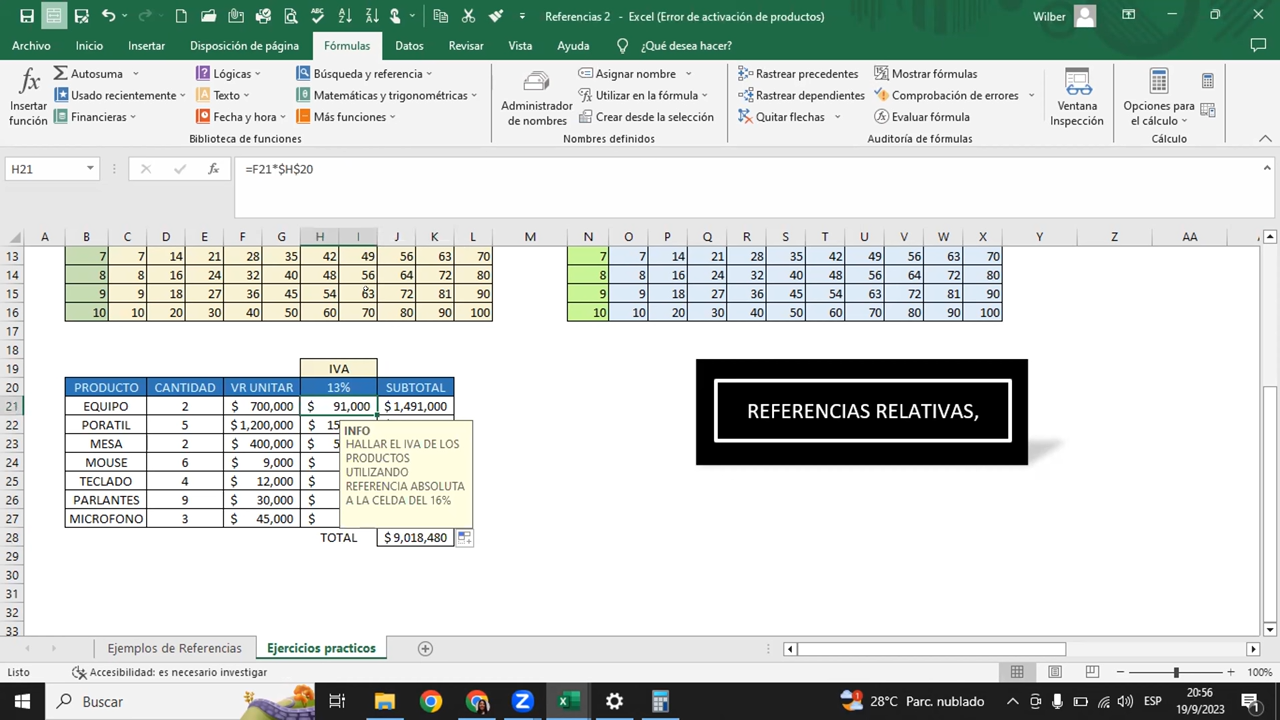 Referencias 2 - Excel (Error de activación de productos)
Wilber
Archivo Inicio Insertar Disposición de página Fórmulas Datos Revisar Vista Ayuda ¿Qué desea hacer?
Insertar función
Autosuma
Usado recientemente
Financieras
Lógicas
Texto
Fecha y hora
Búsqueda y referencia
Matemáticas y trigonométricas
Más funciones
Biblioteca de funciones
Administrador de nombres
Asignar nombre
Utilizar en la fórmula
Crear desde la selección
Nombres definidos
Rastrear precedentes
Rastrear dependientes
Quitar flechas
Mostrar fórmulas
Comprobación de errores
Evaluar fórmula
Auditoría de fórmulas
Ventana Inspección
Opciones para el cálculo
Cálculo
H21 fx =F21*$H$20
A B C D E F G H I J K L M N O P Q R S T U V W X Y Z AA
13 7 7 14 21 28 35 42 49 56 63 70 7 7 14 21 28 35 42 49 56 63 70
14 8 8 16 24 32 40 48 56 64 72 80 8 8 16 24 32 40 48 56 64 72 80
15 9 9 18 27 36 45 54 63 72 81 90 9 9 18 27 36 45 54 63 72 81 90
16 10 10 20 30 40 50 60 70 80 90 100 10 10 20 30 40 50 60 70 80 90 100
17
18
19 IVA
20 PRODUCTO CANTIDAD VR UNITAR 13% SUBTOTAL
21 EQUIPO 2 $ 700,000 $ 91,000 $ 1,491,000
22 PORATIL 5 $ 1,200,000 $ 15
23 MESA 2 $ 400,000 $ 5
24 MOUSE 6 $ 9,000 $
25 TECLADO 4 $ 12,000 $
26 PARLANTES 9 $ 30,000 $
27 MICROFONO 3 $ 45,000 $
28 TOTAL $ 9,018,480
29
30
31
32
33
INFO
HALLAR EL IVA DE LOS
PRODUCTOS
UTILIZANDO
REFERENCIA ABSOLUTA
A LA CELDA DEL 16%
REFERENCIAS RELATIVAS,
Ejemplos de Referencias Ejercicios practicos
Listo Accesibilidad: es necesario investigar 100%
Buscar 28°C Parc. nublado ESP 20:56
19/9/2023